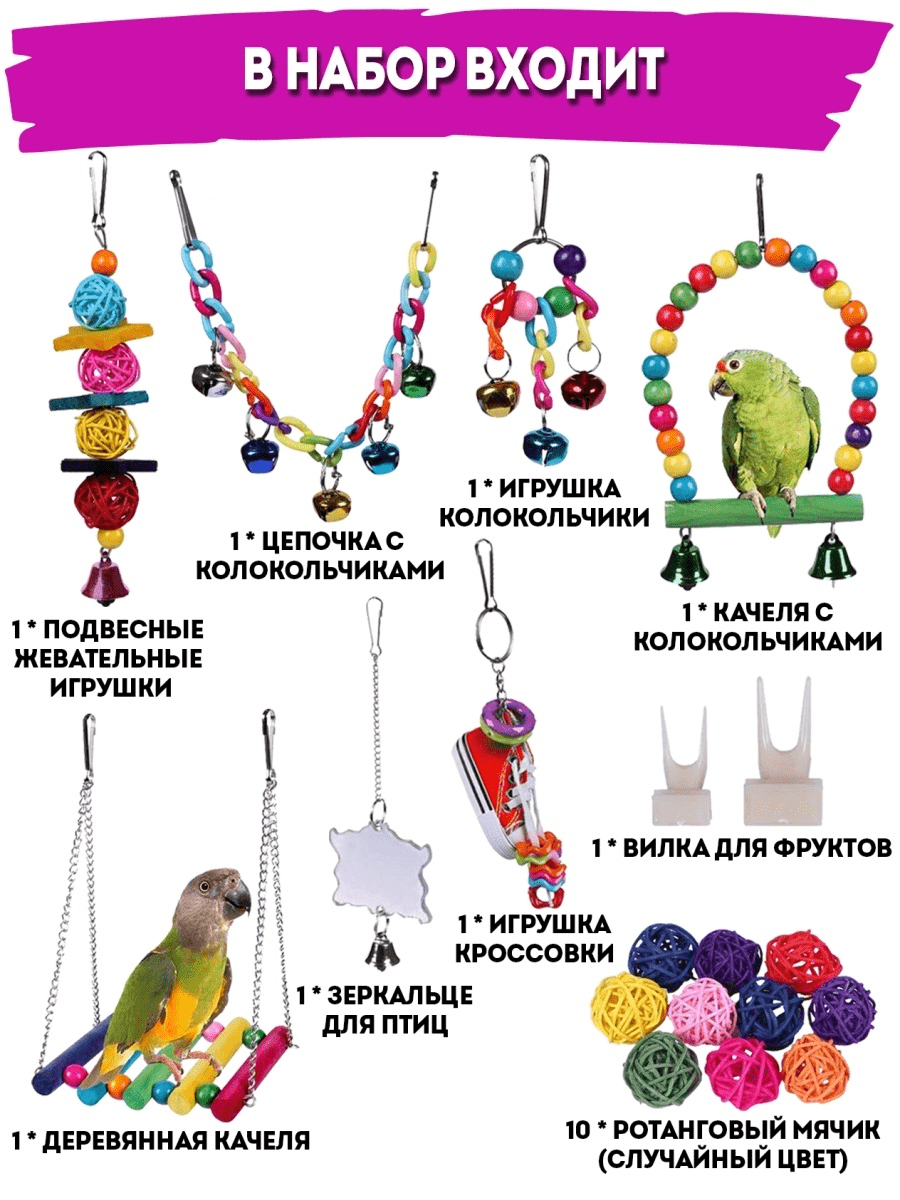 В НАБОР ВХОДИТ
1 * ИГРУШКА
КОЛОКОЛЬЧИКИ
1 * ЦЕПОЧКА С
КОЛОКОЛЬЧИКАМИ
1 * КАЧЕЛЯ С
КОЛОКОЛЬЧИКАМИ
1 * ПОДВЕСНЫЕ
ЖЕВАТЕЛЬНЫЕ
ИГРУШКИ
1 * ВИЛКА ДЛЯ ФРУКТОВ
1 * ИГРУШКА
КРОССОВКИ
1 * ЗЕРКАЛЬЦЕ
ДЛЯ ПТИЦ
1 * ДЕРЕВЯННАЯ КАЧЕЛЯ
10 * РОТАНГОВЫЙ МЯЧИК
(СЛУЧАЙНЫЙ ЦВЕТ)